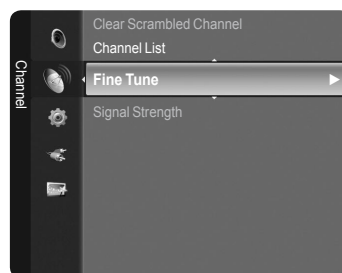 Channel
Clear Scrambled Channel
Channel List
Fine Tune
Signal Strength